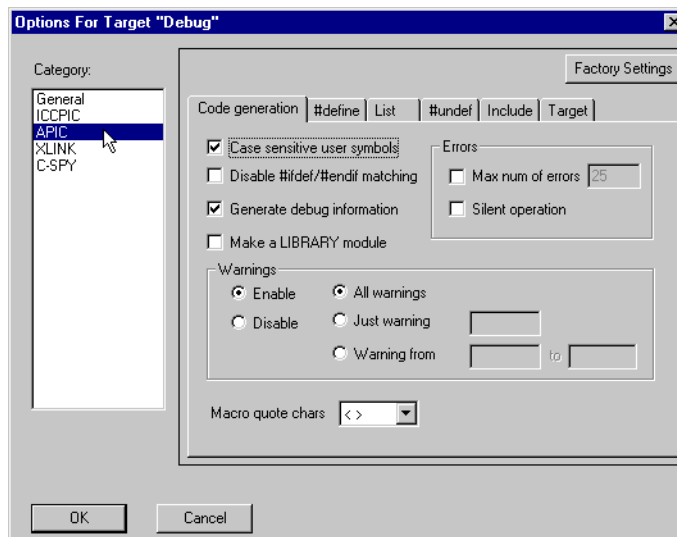 Options For Target "Debug"
Category:
General
ICCPIC
APIC
XLINK
C-SPY
Factory Settings
Code generation #define List #undef Include Target
Case sensitive user symbols
Disable #ifdef/#endif matching
Generate debug information
Make a LIBRARY module
Errors
Max num of errors 25
Silent operation
Warnings
Enable
Disable
All warnings
Just warning
Warning from to
Macro quote chars < >
OK Cancel